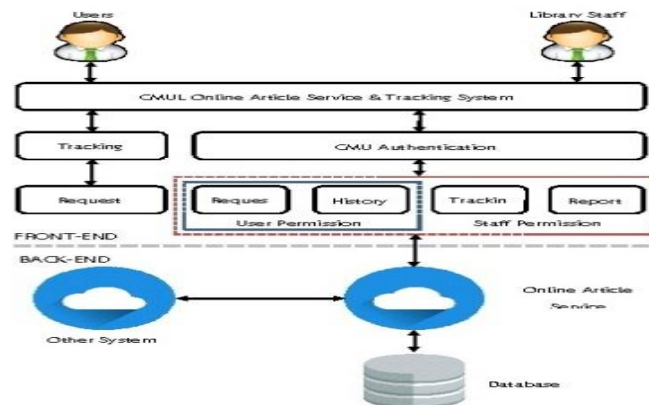 Users
Library Staff
CMUL Online Article Service & Tracking System
Tracking
CMU Authentication
Request
Reques
History
Trackin
Report
User Permission
Staff Permission
FRONT-END
BACK-END
Online Article
Service
Other System
Database